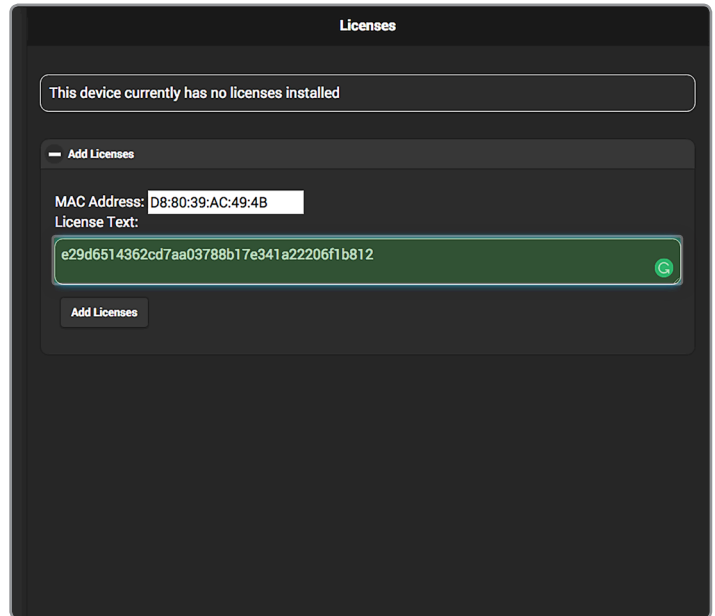 Licenses
This device currently has no licenses installed
Add Licenses
MAC Address: D8:80:39:AC:49:4B
License Text:
e29d6514362cd7aa03788b17e341a22206f1b812
Add Licenses